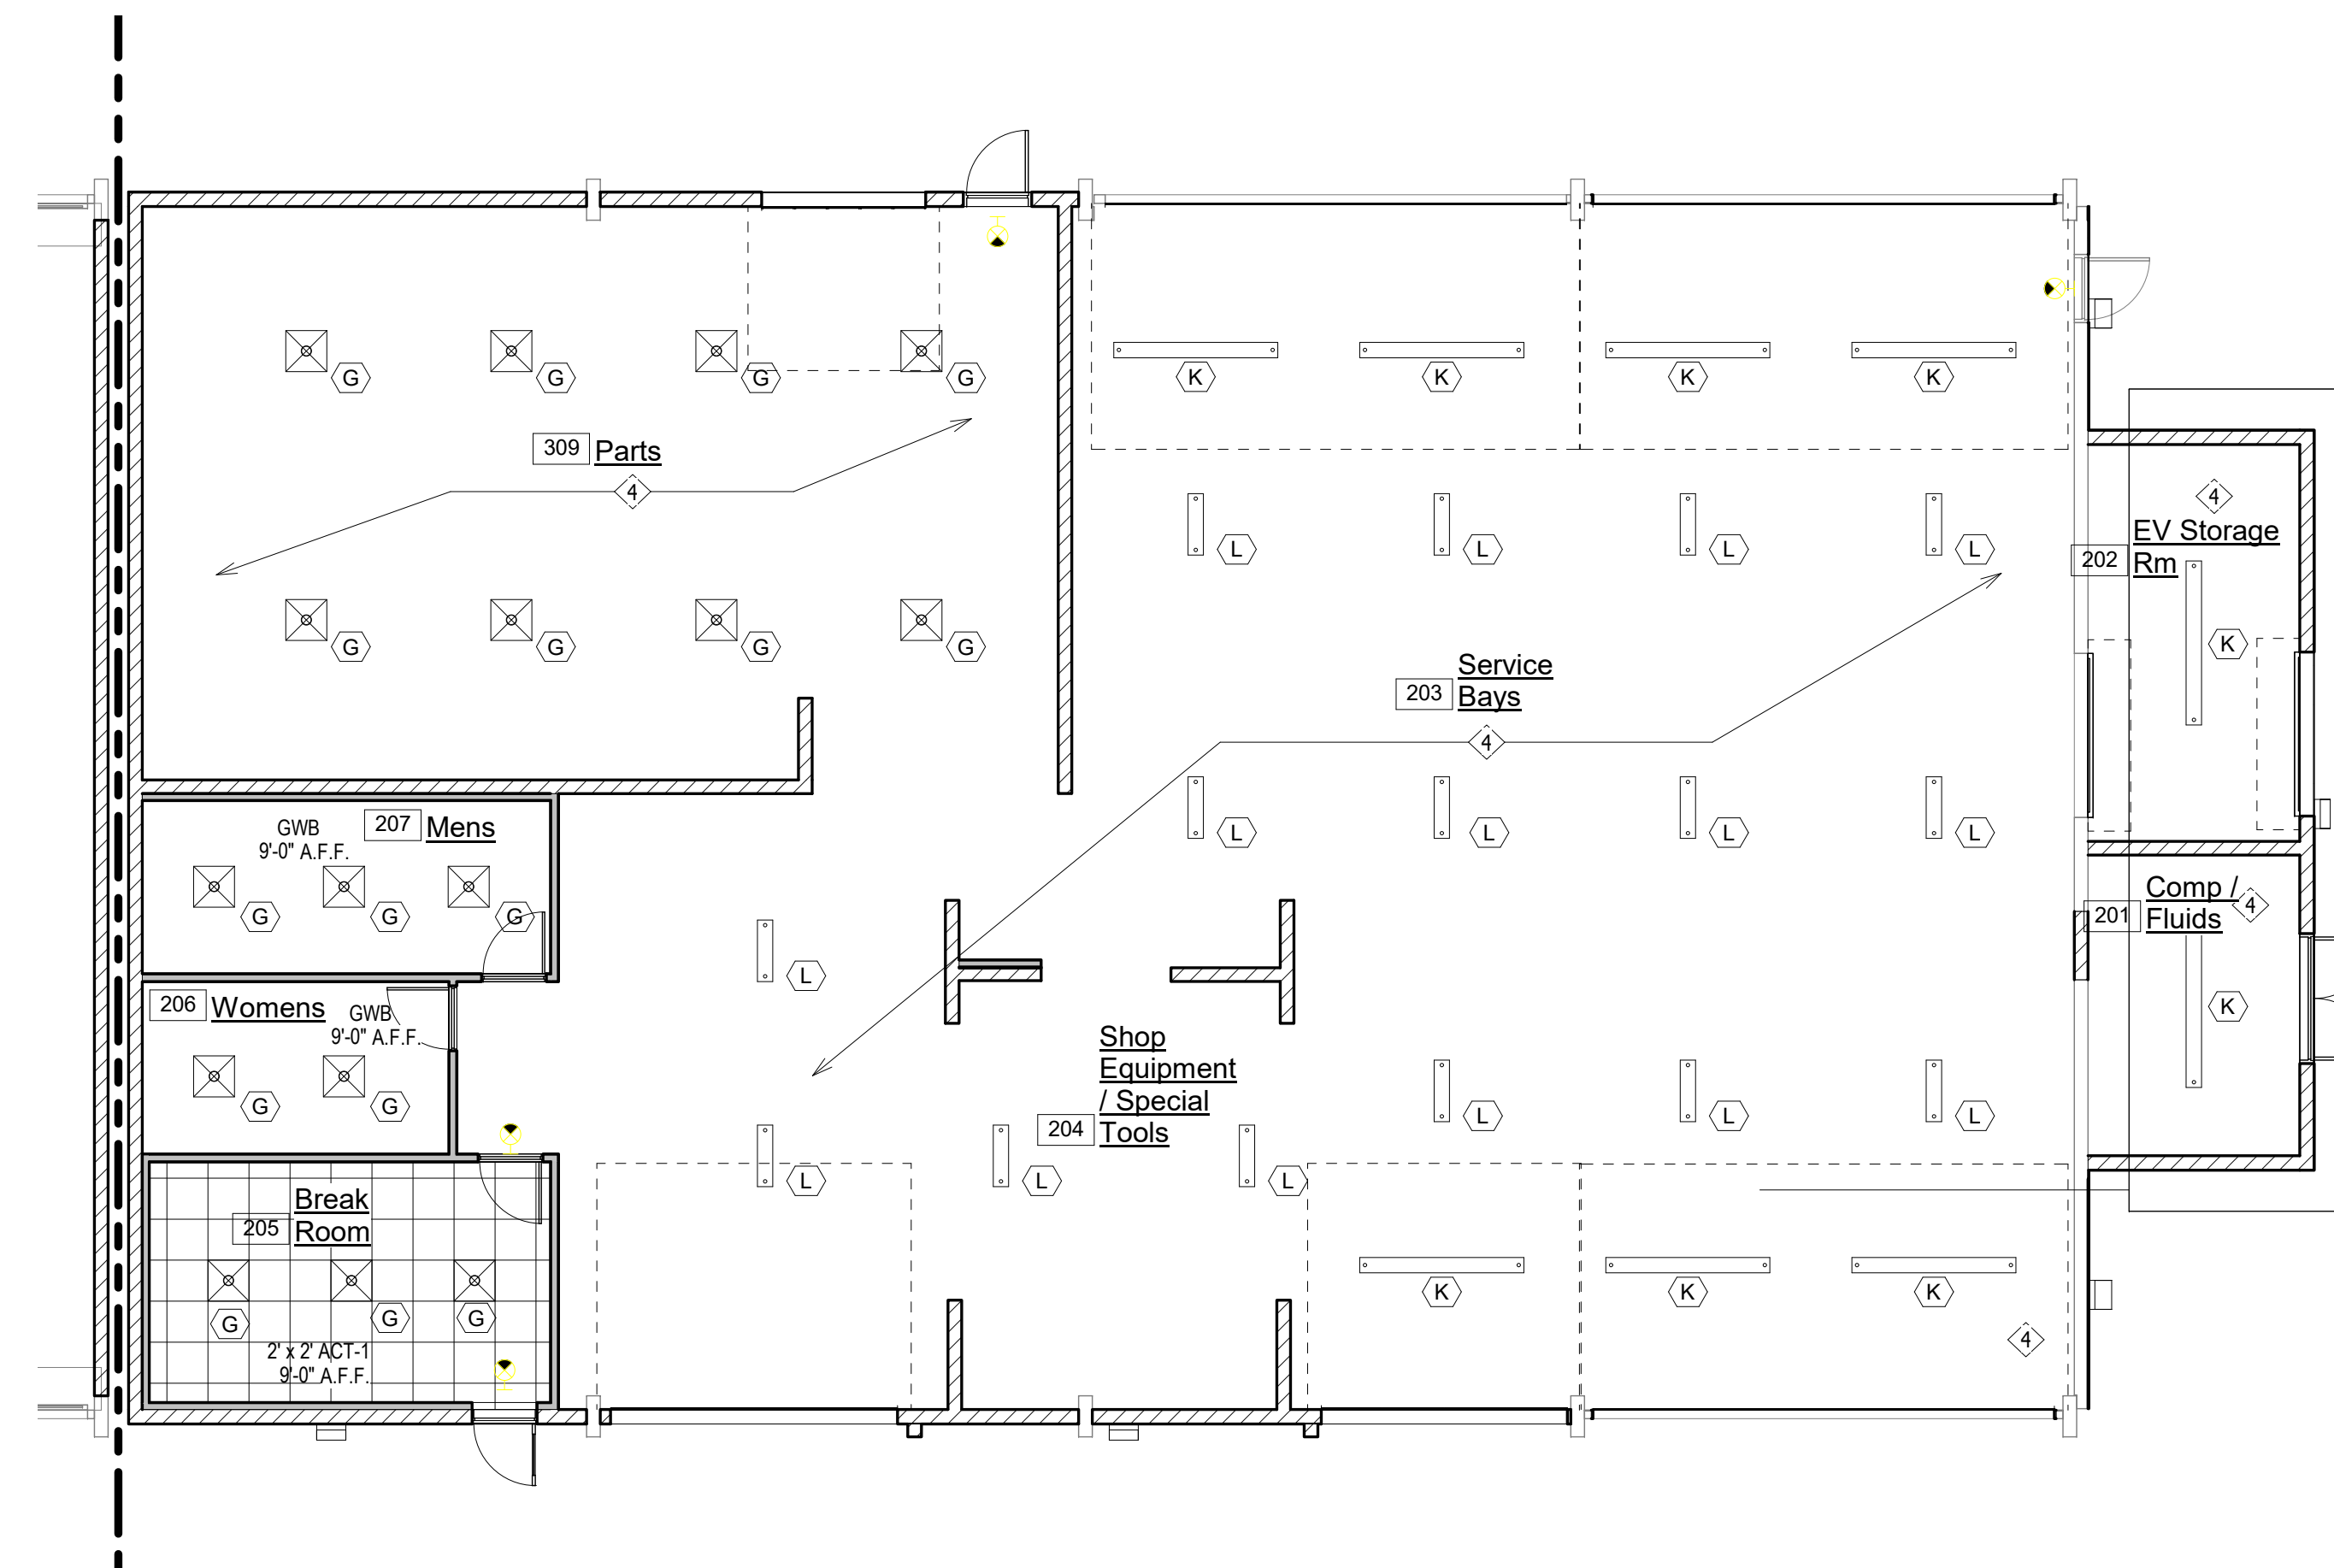 G G G G
K K K K
309 Parts
4
4
EV Storage
202 Rm
L L L L
G G G G
K
Service
203 Bays
4
207 Mens
GWB
9'-0" A.F.F.
L L L L
G G G
Comp /
201 Fluids
4
L
206 Womens
GWB
9'-0" A.F.F.
K
Shop
Equipment
/ Special
204 Tools
G G
L L L
L L L
Break
205 Room
G G G
K K K
2' x 2' ACT-1
9'-0" A.F.F.
4